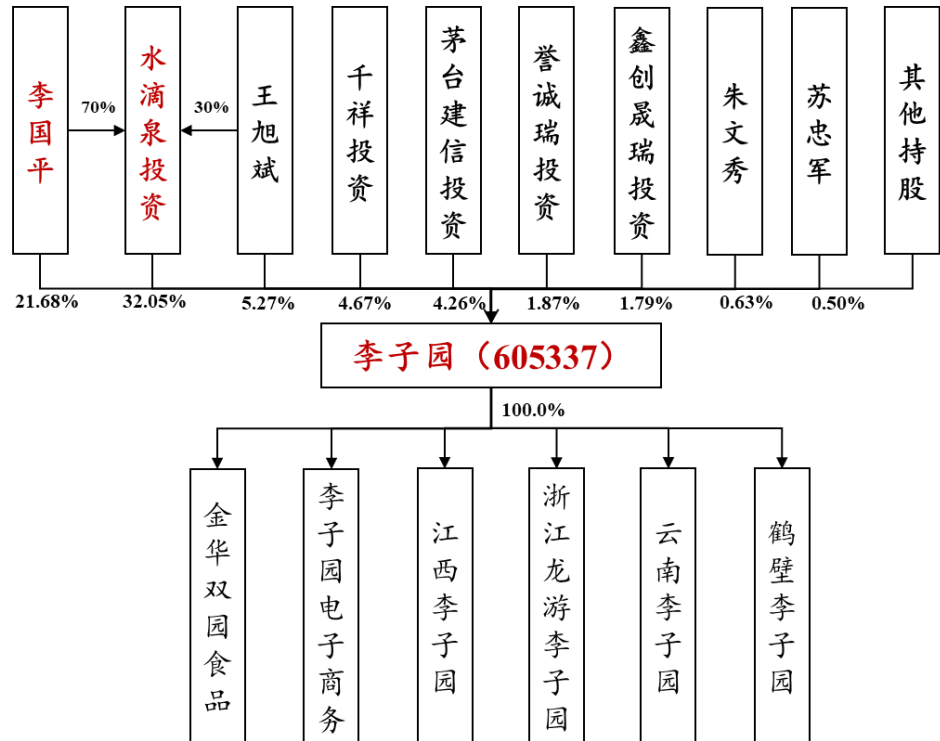 李国平
70%
水滴泉投资
30%
王旭斌
千祥投资
茅台建信投资
誉诚瑞投资
鑫创晟瑞投资
朱文秀
苏忠军
其他持股
21.68%
32.05%
5.27%
4.67%
4.26%
1.87%
1.79%
0.63%
0.50%
李子园（605337）
100.0%
金华双园食品
李子园电子商务
江西李子园
浙江龙游李子园
云南李子园
鹤壁李子园